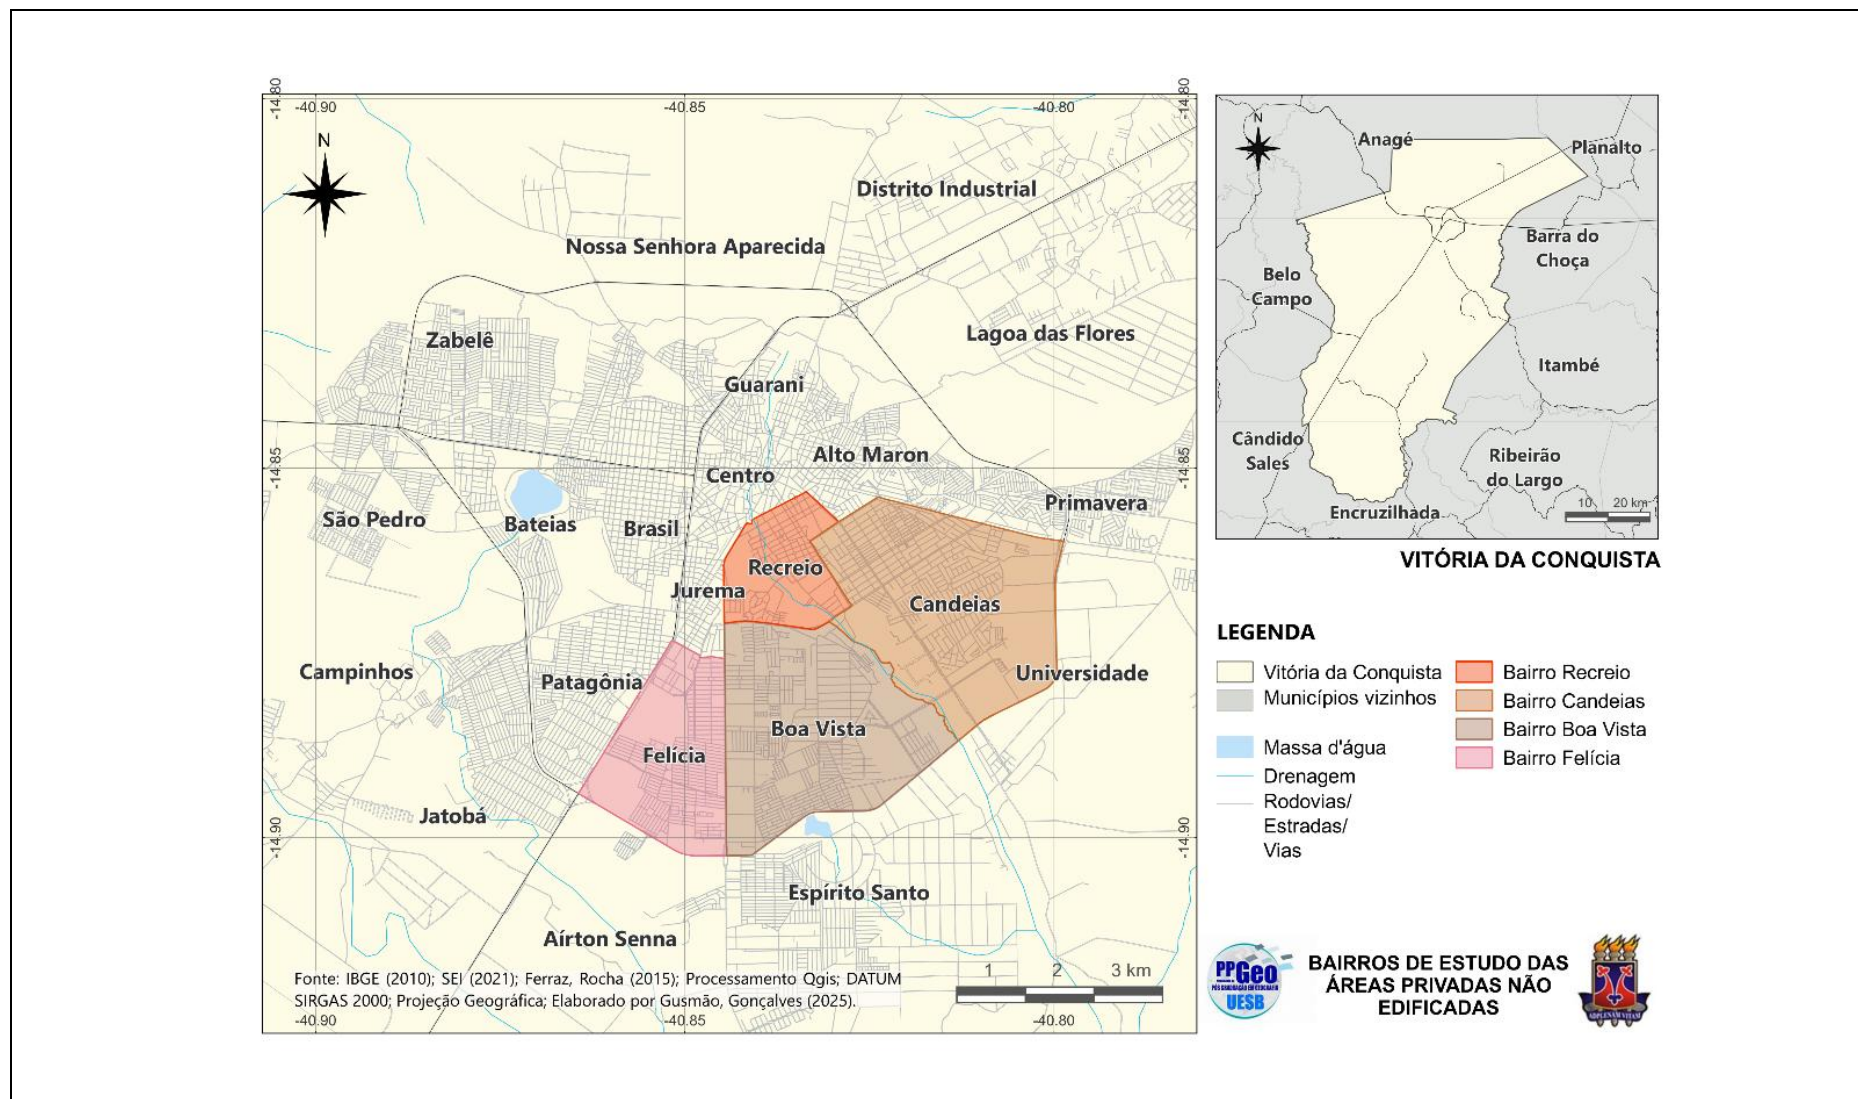 -40.90
-40.85
-40.80
-14.80
-14.80
N
Distrito Industrial
Nossa Senhora Aparecida
Lagoa das Flores
Zabelê
Guarani
Alto Maron
Centro
-14.85
-14.85
Primavera
São Pedro
Bateias
Brasil
Recreio
Jurema
Candeias
Campinhos
Patagônia
Universidade
Boa Vista
Felícia
Jatobá
-14.90
-14.90
Espírito Santo
Aírton Senna
Fonte: IBGE (2010); SEI (2021); Ferraz, Rocha (2015); Processamento Qgis; DATUM
SIRGAS 2000; Projeção Geográfica; Elaborado por Gusmão, Gonçalves (2025).
1 2 3 km
-40.90
-40.85
-40.80
N
Anagé
Planalto
Barra do
Choça
Belo
Campo
Itambé
Cândido
Sales
Ribeirão
do Largo
Encruzilhada
10 20 km
VITÓRIA DA CONQUISTA
LEGENDA
Vitória da Conquista
Municípios vizinhos
Massa d'água
Drenagem
Rodovias/
Estradas/
Vias
Bairro Recreio
Bairro Candeias
Bairro Boa Vista
Bairro Felícia
PPGeo
PÓS-GRADUAÇÃO EM GEOGRAFIA
UESB
BAIRROS DE ESTUDO DAS
ÁREAS PRIVADAS NÃO
EDIFICADAS